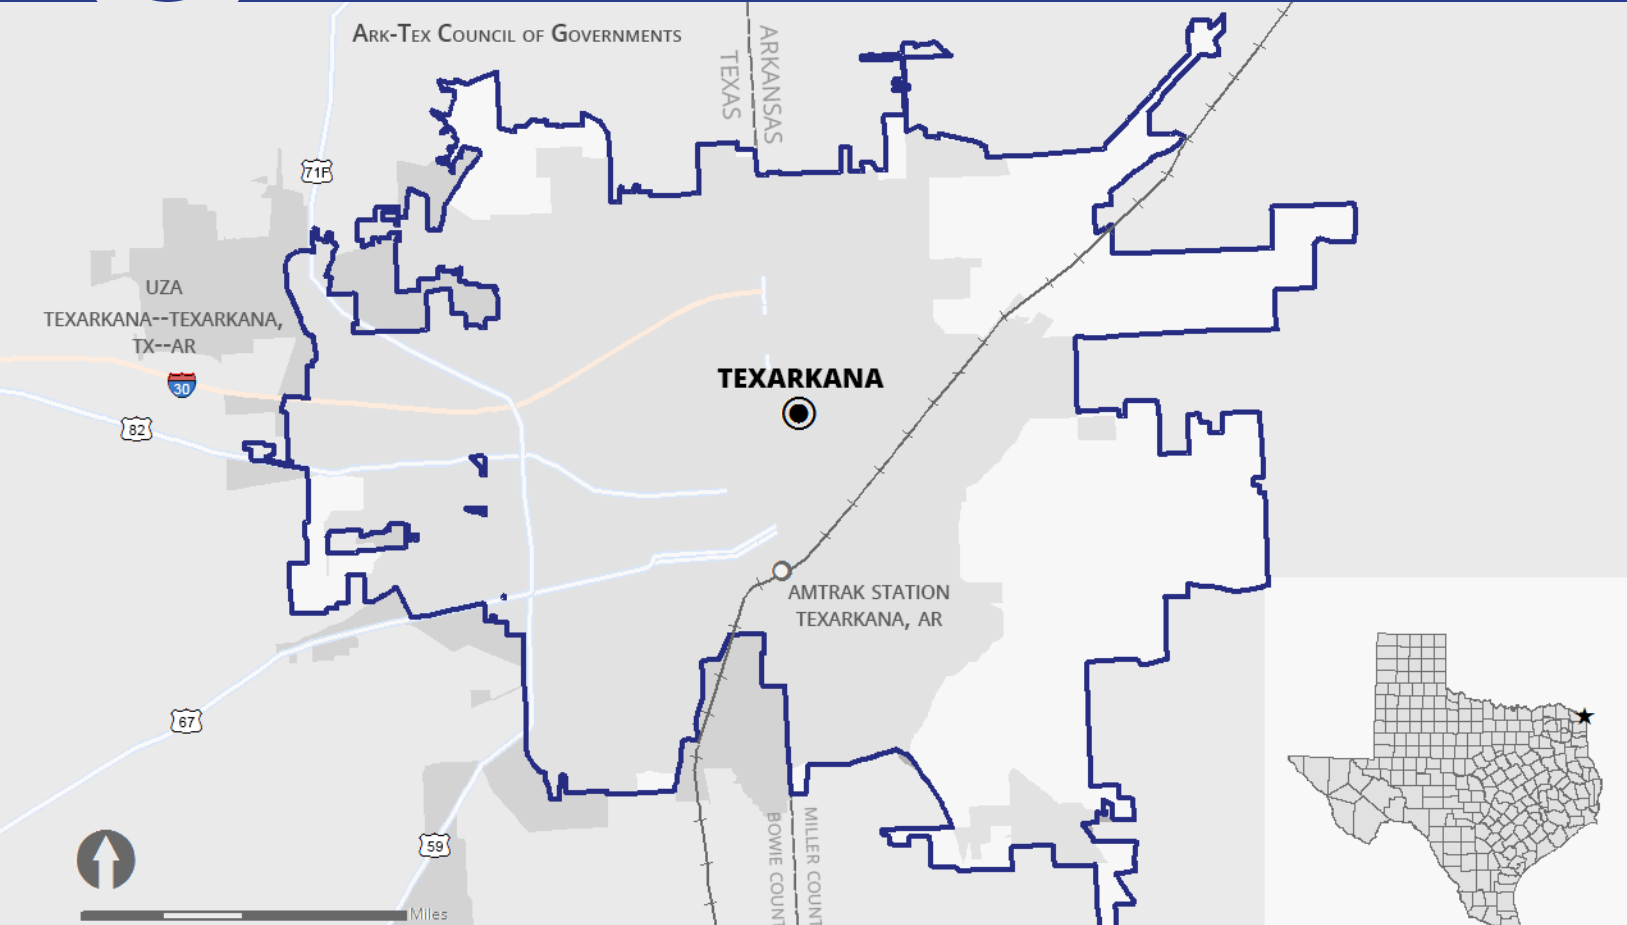 ARK-TEX COUNCIL OF GOVERNMENTS
TEXAS
ARKANSAS
71F
UZA
TEXARKANA--TEXARKANA,
TX--AR
30
82
TEXARKANA
AMTRAK STATION
TEXARKANA, AR
67
59
BOWIE COUNT
MILLER COUNT
Miles